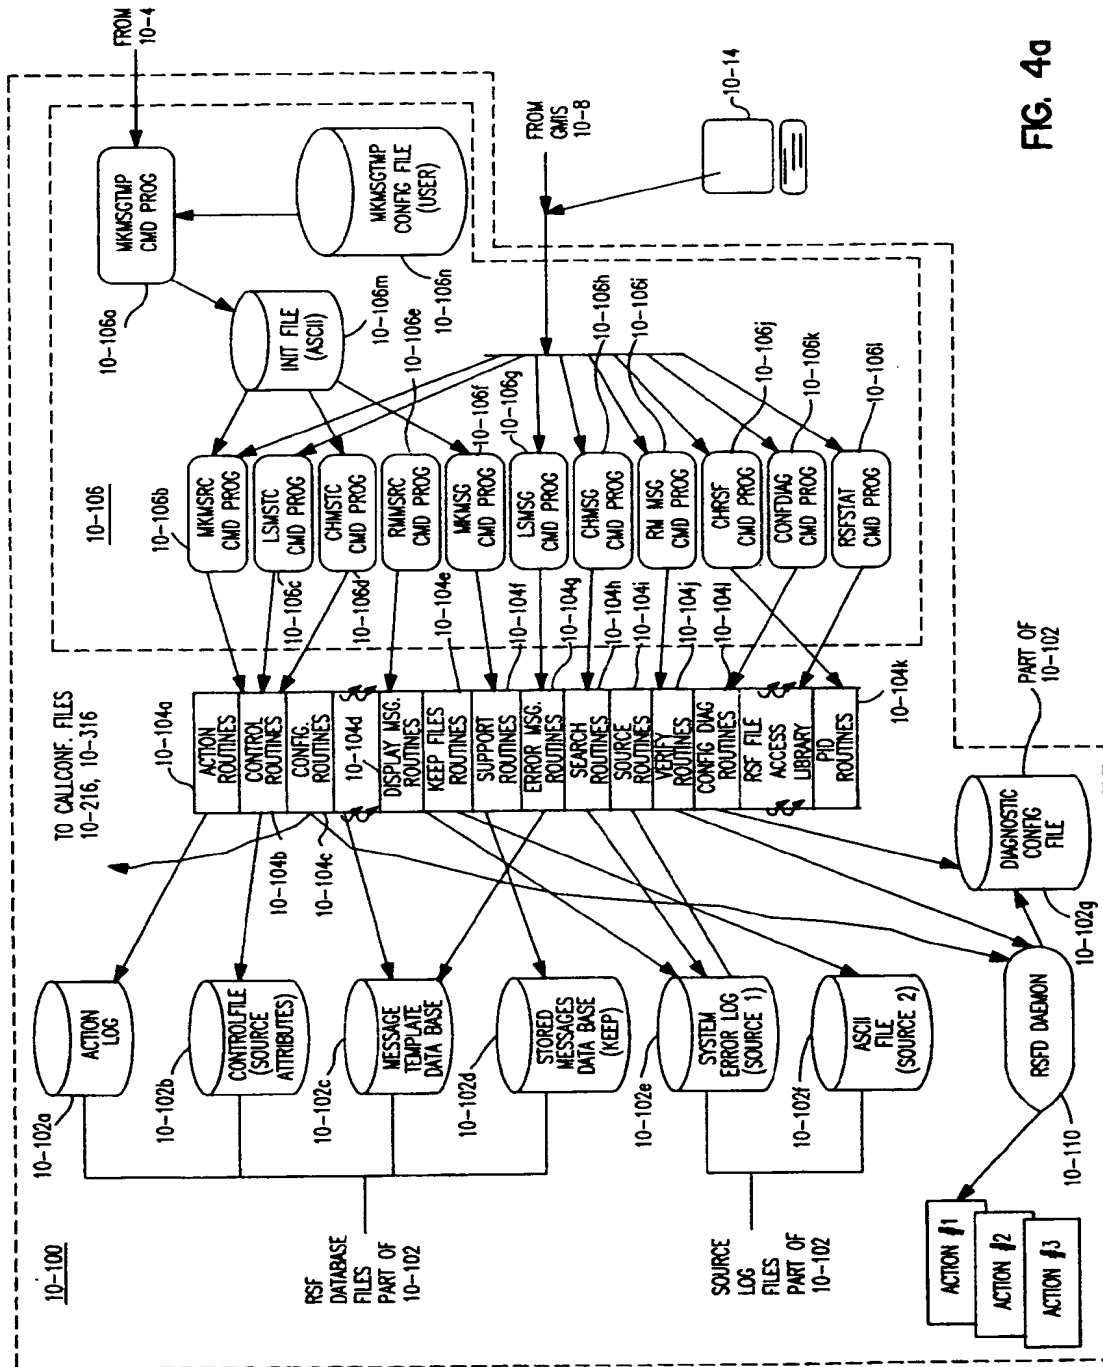 FIG. 4a
10-100
10-106
FROM
10-4
MKMSGTMP
CMD PROG
10-106a
MKMSGTMP
CONFIG FILE
(USER)
10-106n
INIT FILE
(ASCII)
10-106m
FROM
GMIS
10-8
10-14
MKMSRC
CMD PROG
10-106b
LSMSTC
CMD PROG
10-106c
CHMSTC
CMD PROG
10-106d
RMMSRC
CMD PROG
10-106e
MKMSG
CMD PROG
10-106f
LSMSG
CMD PROG
10-106g
CHMSG
CMD PROG
10-106h
RM MSG
CMD PROG
10-106i
CHRSF
CMD PROG
10-106j
CONFDIAG
CMD PROG
10-106k
RSFSTAT
CMD PROG
10-106l
TO CALLCONF. FILES
10-216, 10-316
10-104a
ACTION
ROUTINES
CONTROL
ROUTINES
10-104b
CONFIG.
ROUTINES
10-104c
10-104d
DISPLAY MSG.
ROUTINES
10-104e
KEEP FILES
ROUTINES
SUPPORT
ROUTINES
10-104f
ERROR MSG.
ROUTINES
10-104g
SEARCH
ROUTINES
10-104h
SOURCE
ROUTINES
10-104i
VERIFY
ROUTINES
10-104j
CONFIG DIAG
ROUTINES
10-104l
RSF FILE
ACCESS
LIBRARY
PID
ROUTINES
10-104k
ACTION
LOG
10-102a
CONTROLFILE
(SOURCE
ATTRIBUTES)
10-102b
MESSAGE
TEMPLATE
DATA BASE
10-102c
STORED
MESSAGES
DATA BASE
(KEEP)
10-102d
SYSTEM
ERROR LOG
(SOURCE 1)
10-102e
ASCII
FILE
(SOURCE 2)
10-102f
DIAGNOSTIC
CONFIG
FILE
10-102g
PART OF
10-102
RSFD DAEMON
10-110
RSF
DATABASE
FILES
PART OF
10-102
SOURCE
LOG
FILES
PART OF
10-102
ACTION #1
ACTION #2
ACTION #3